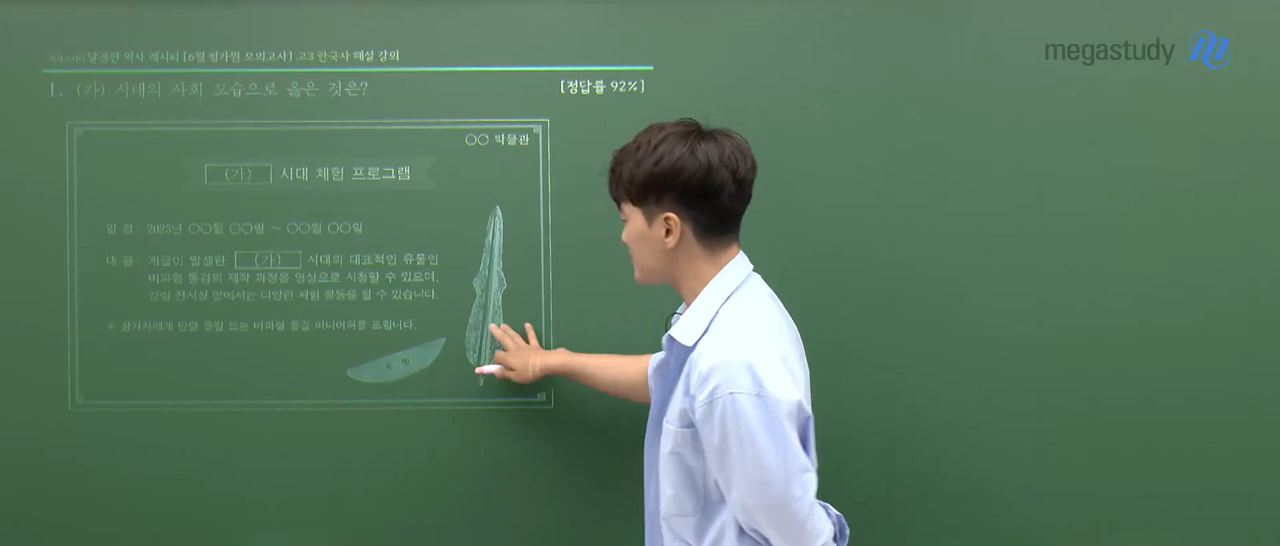 달콤한 역사 레시피 [6월 평가원 모의고사] 고3 한국사 해설 강의
megastudy
1. (가) 시대의 사회 모습으로 옳은 것은?
[정답률 92%]
○○ 박물관
(가) 시대 체험 프로그램
일 정 : 2023년 ○○월 ○○일 ~ ○○월 ○○일
내 용 : 계급이 발생한 (가) 시대의 대표적인 유물인
비파형 동검의 제작 과정을 영상으로 시청할 수 있으며,
상설 전시실 앞에서는 다양한 체험 활동을 할 수 있습니다.
※ 참가자에게 반달 돌칼 또는 비파형 동검 미니어처를 드립니다.